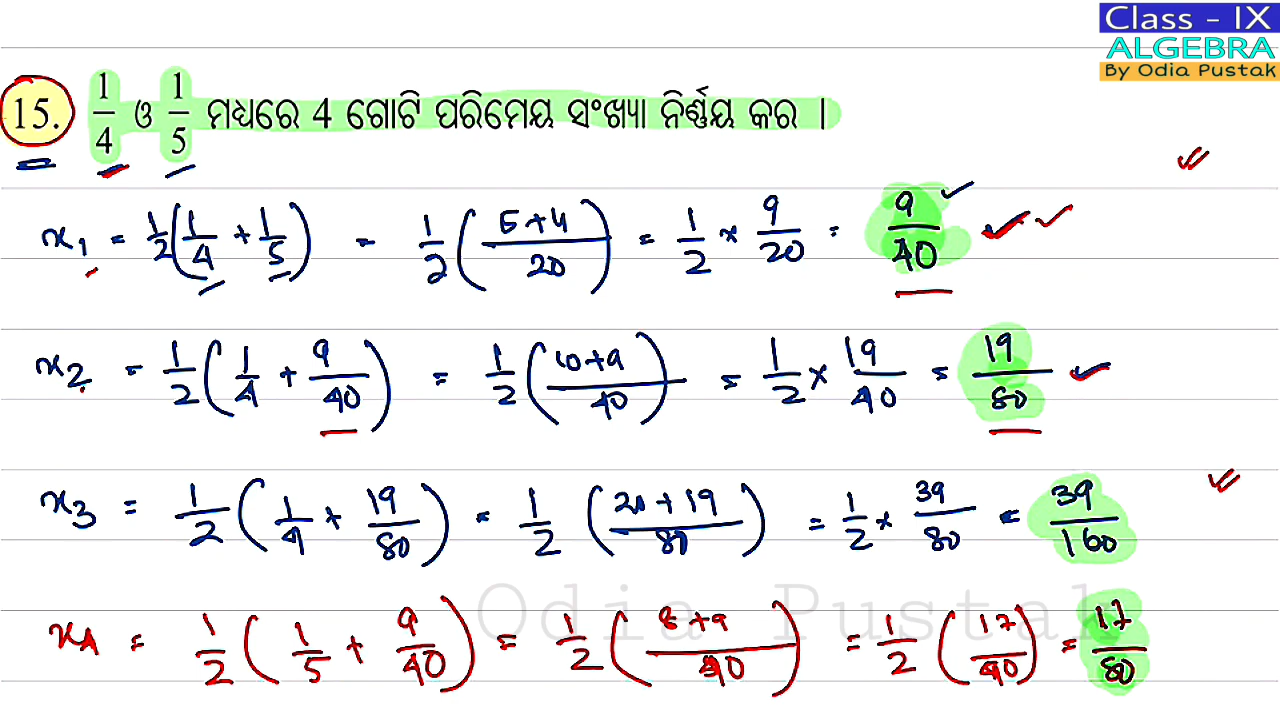 Class - IX
ALGEBRA
By Odia Pustak
15. 1/4 ଓ 1/5 ମଧ୍ୟରେ 4 ଗୋଟି ପରିମେୟ ସଂଖ୍ୟା ନିର୍ଣ୍ଣୟ କର ।
x₁ = 1/2 (1/4 + 1/5) = 1/2 ((5+4)/20) = 1/2 × 9/20 = 9/40
x₂ = 1/2 (1/4 + 9/40) = 1/2 ((10+9)/40) = 1/2 × 19/40 = 19/80
x₃ = 1/2 (1/4 + 19/80) = 1/2 ((20+19)/80) = 1/2 × 39/80 = 39/160
x₄ = 1/2 (1/5 + 9/40) = 1/2 ((8+9)/40) = 1/2 (17/40) = 17/80
Odia Pustak